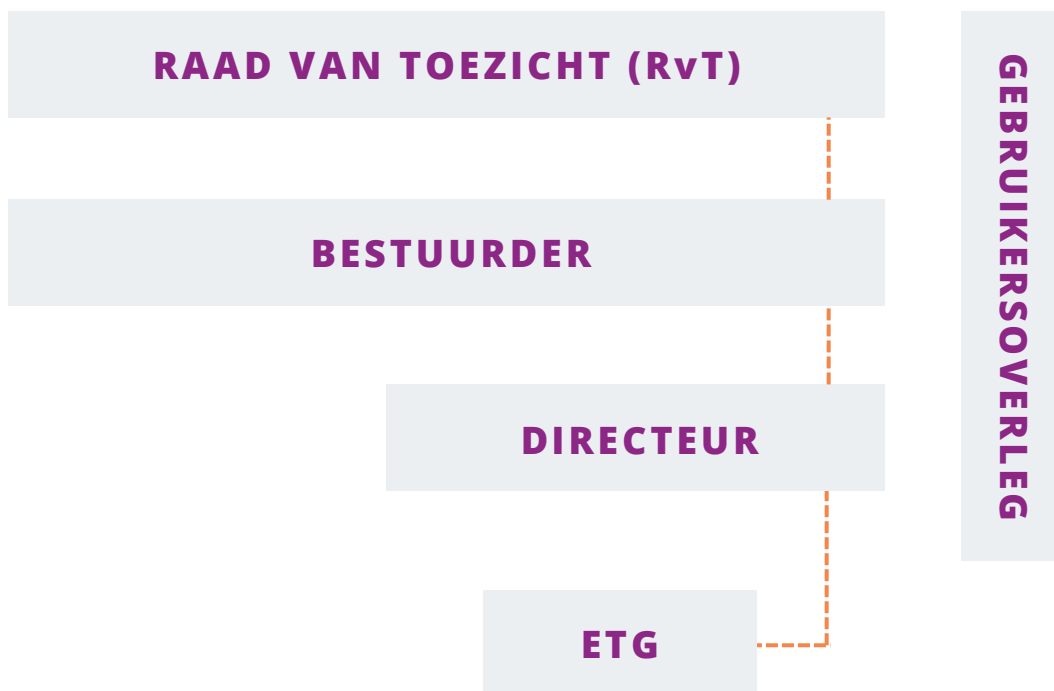 RAAD VAN TOEZICHT (RvT)
BESTUURDER
DIRECTEUR
ETG
GEBRUIKERSOVERLEG